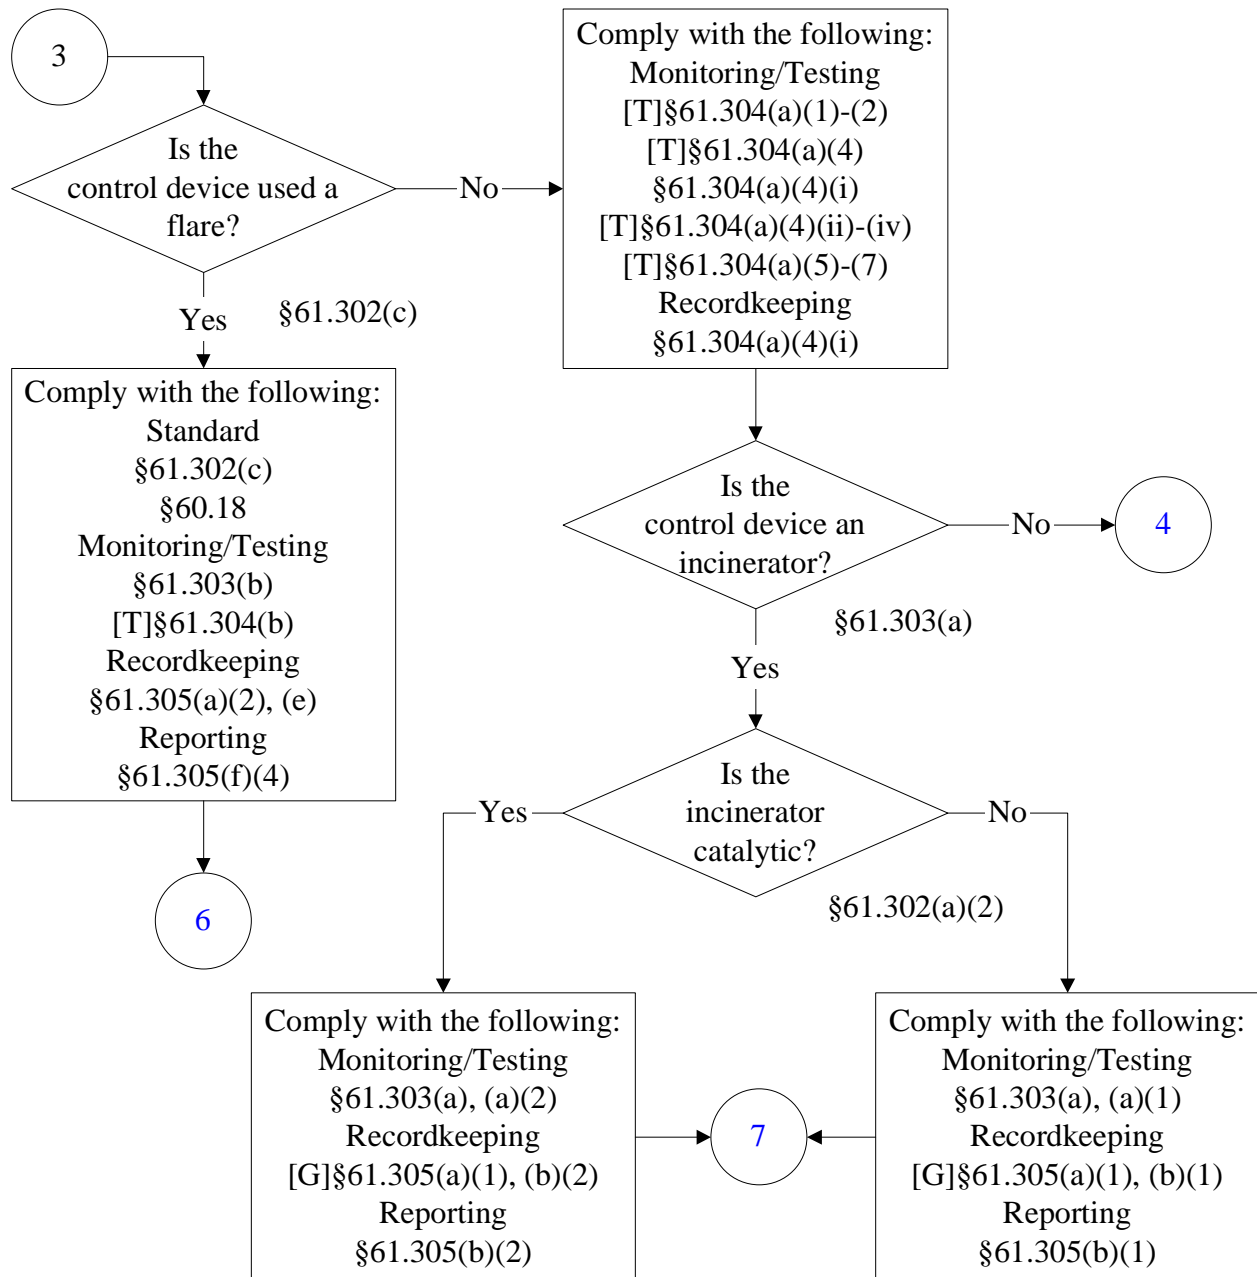 3
Is the
control device used a
flare?
No
Yes
§61.302(c)
Comply with the following:
Monitoring/Testing
[T]§61.304(a)(1)-(2)
[T]§61.304(a)(4)
§61.304(a)(4)(i)
[T]§61.304(a)(4)(ii)-(iv)
[T]§61.304(a)(5)-(7)
Recordkeeping
§61.304(a)(4)(i)
Comply with the following:
Standard
§61.302(c)
§60.18
Monitoring/Testing
§61.303(b)
[T]§61.304(b)
Recordkeeping
§61.305(a)(2), (e)
Reporting
§61.305(f)(4)
6
Is the
control device an
incinerator?
No
4
§61.303(a)
Yes
Is the
incinerator
catalytic?
Yes
No
§61.302(a)(2)
Comply with the following:
Monitoring/Testing
§61.303(a), (a)(2)
Recordkeeping
[G]§61.305(a)(1), (b)(2)
Reporting
§61.305(b)(2)
7
Comply with the following:
Monitoring/Testing
§61.303(a), (a)(1)
Recordkeeping
[G]§61.305(a)(1), (b)(1)
Reporting
§61.305(b)(1)